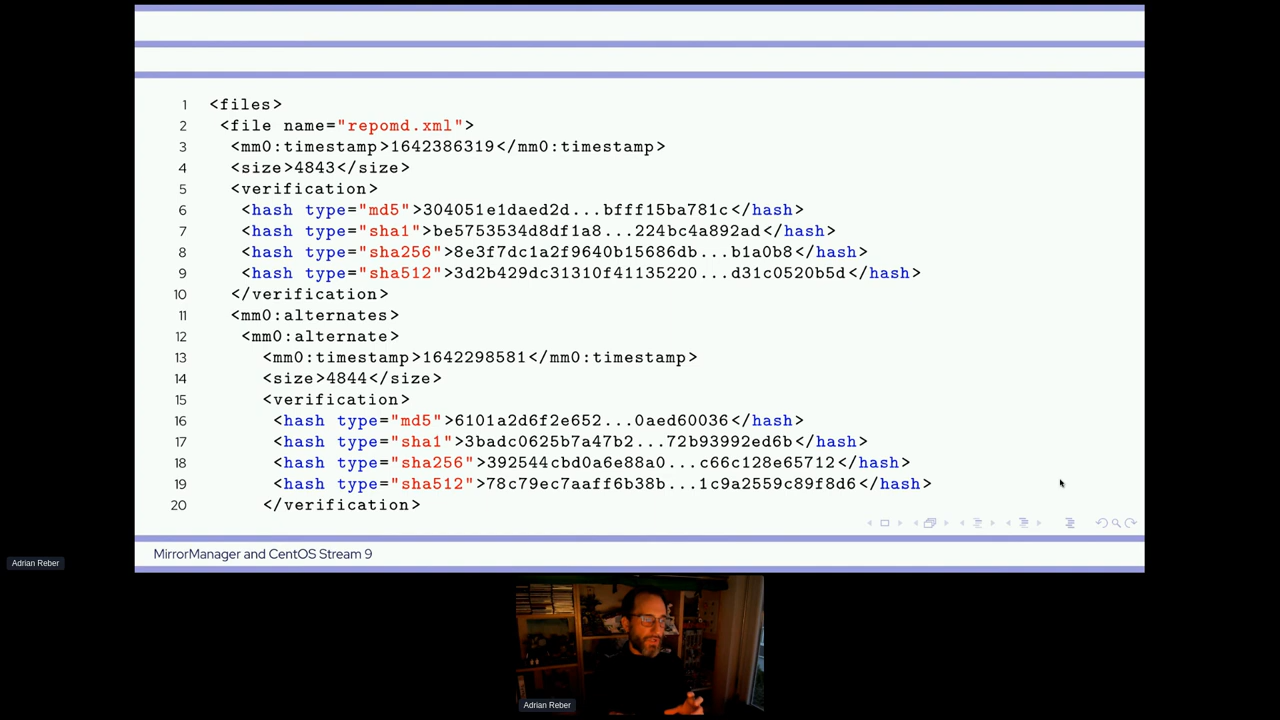 1 <files>
2 <file name="repomd.xml">
3 <mm0:timestamp>1642386319</mm0:timestamp>
4 <size>4843</size>
5 <verification>
6 <hash type="md5">304051e1daed2d...bfff15ba781c</hash>
7 <hash type="sha1">be5753534d8df1a8...224bc4a892ad</hash>
8 <hash type="sha256">8e3f7dc1a2f9640b15686db...b1a0b8</hash>
9 <hash type="sha512">3d2b429dc31310f41135220...d31c0520b5d</hash>
10 </verification>
11 <mm0:alternates>
12 <mm0:alternate>
13 <mm0:timestamp>1642298581</mm0:timestamp>
14 <size>4844</size>
15 <verification>
16 <hash type="md5">6101a2d6f2e652...0aed60036</hash>
17 <hash type="sha1">3badc0625b7a47b2...72b93992ed6b</hash>
18 <hash type="sha256">392544cbd0a6e88a0...c66c128e65712</hash>
19 <hash type="sha512">78c79ec7aaff6b38b...1c9a2559c89f8d6</hash>
20 </verification>
MirrorManager and CentOS Stream 9
Adrian Reber
Adrian Reber